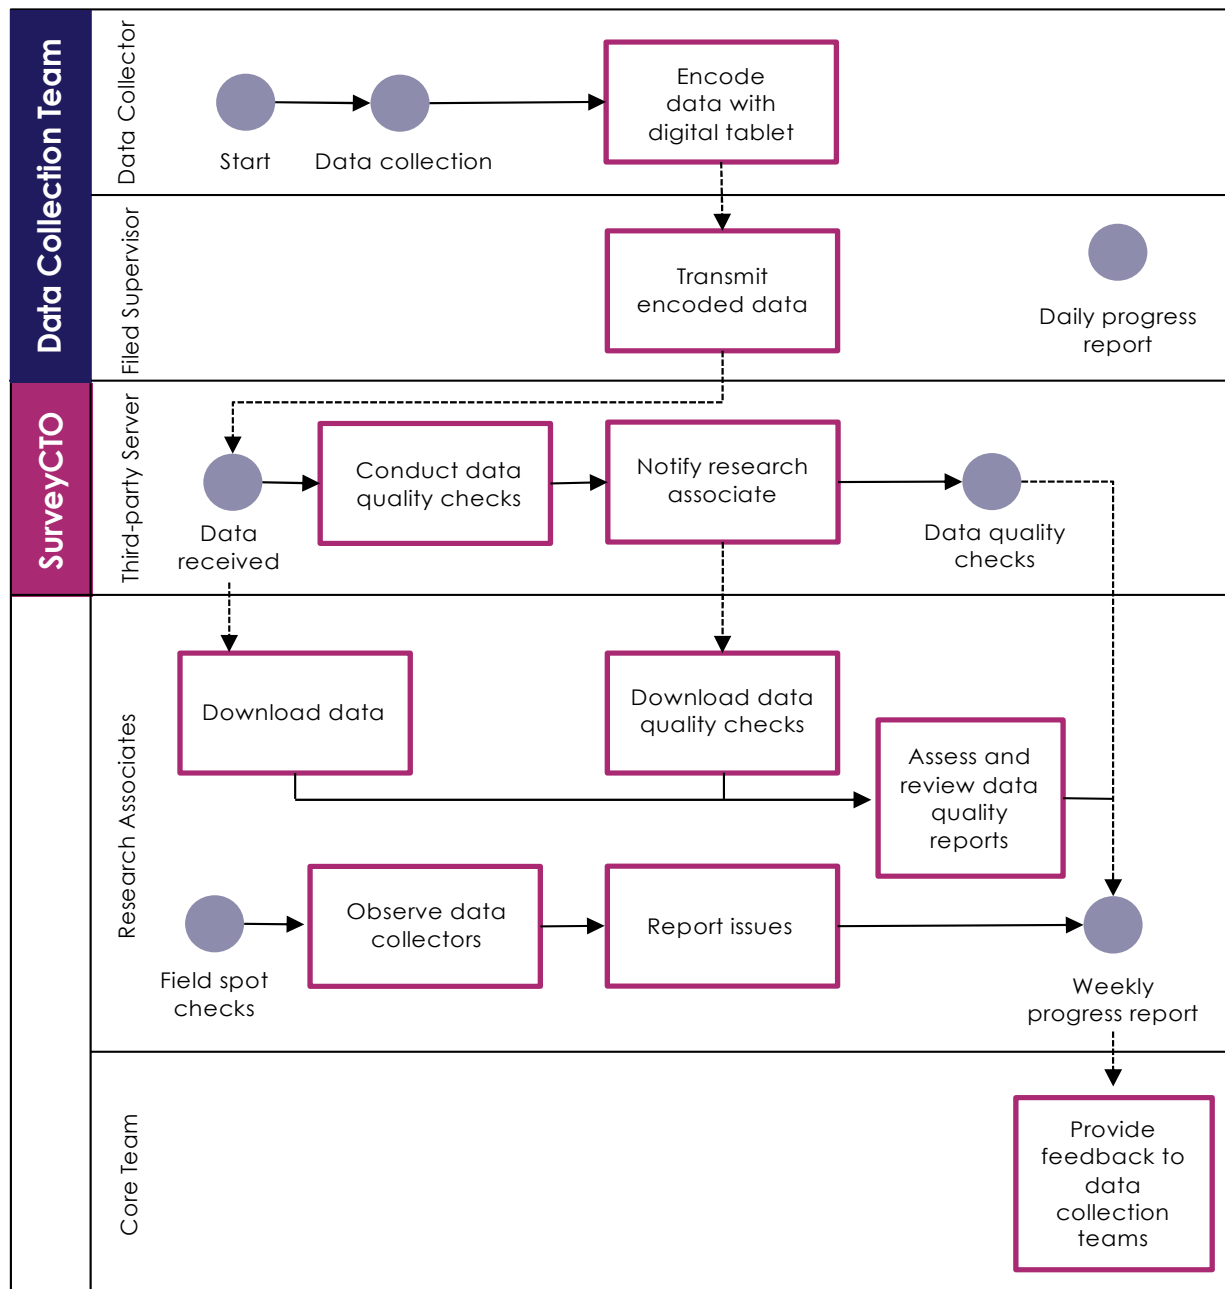 Data Collection Team
Data Collector
Start
Data collection
Encode
data with
digital tablet
Filed Supervisor
Transmit
encoded data
Daily progress
report
SurveyCTO
Third-party Server
Data
received
Conduct data
quality checks
Notify research
associate
Data quality
checks
Research Associates
Download data
Download data
quality checks
Assess and
review data
quality
reports
Field spot
checks
Observe data
collectors
Report issues
Weekly
progress report
Core Team
Provide
feedback to
data
collection
teams